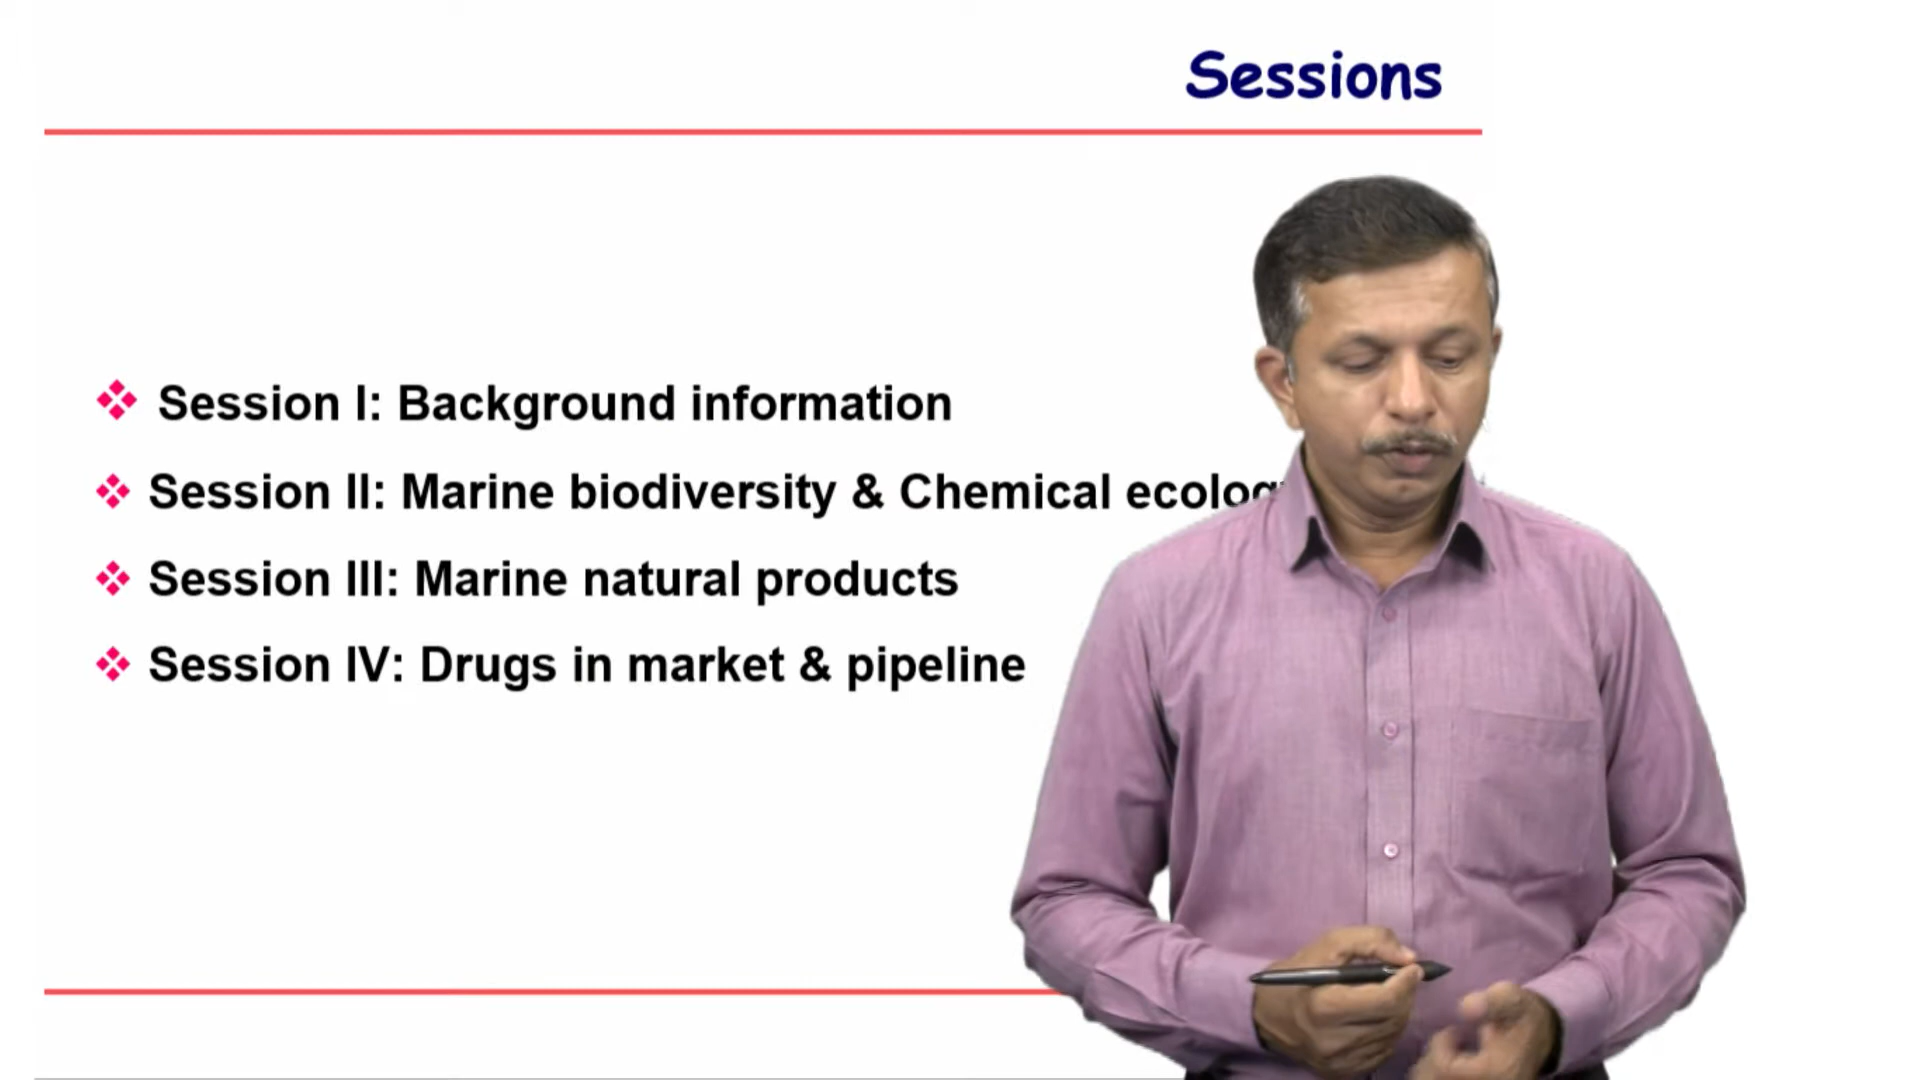 Sessions
Session I: Background information
Session II: Marine biodiversity & Chemical
Session III: Marine natural products
Session IV: Drugs in market & pipeline